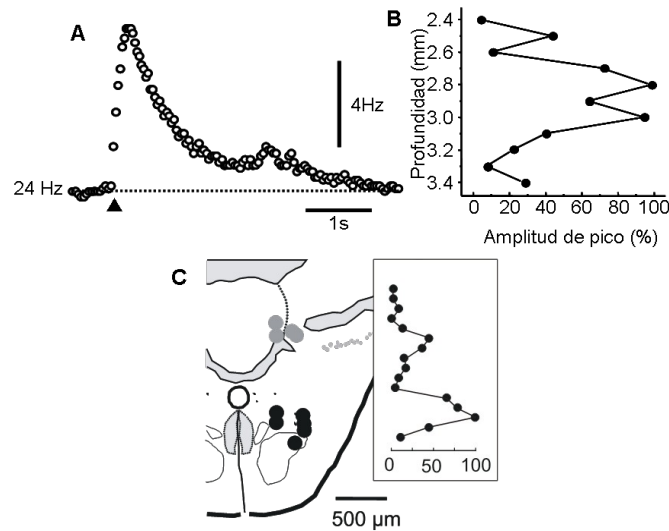 A
4Hz
24 Hz
1s
B
Profundidad (mm)
2.4
2.6
2.8
3.0
3.2
3.4
0 20 40 60 80 100
Amplitud de pico (%)
C
0 50 100
500 µm